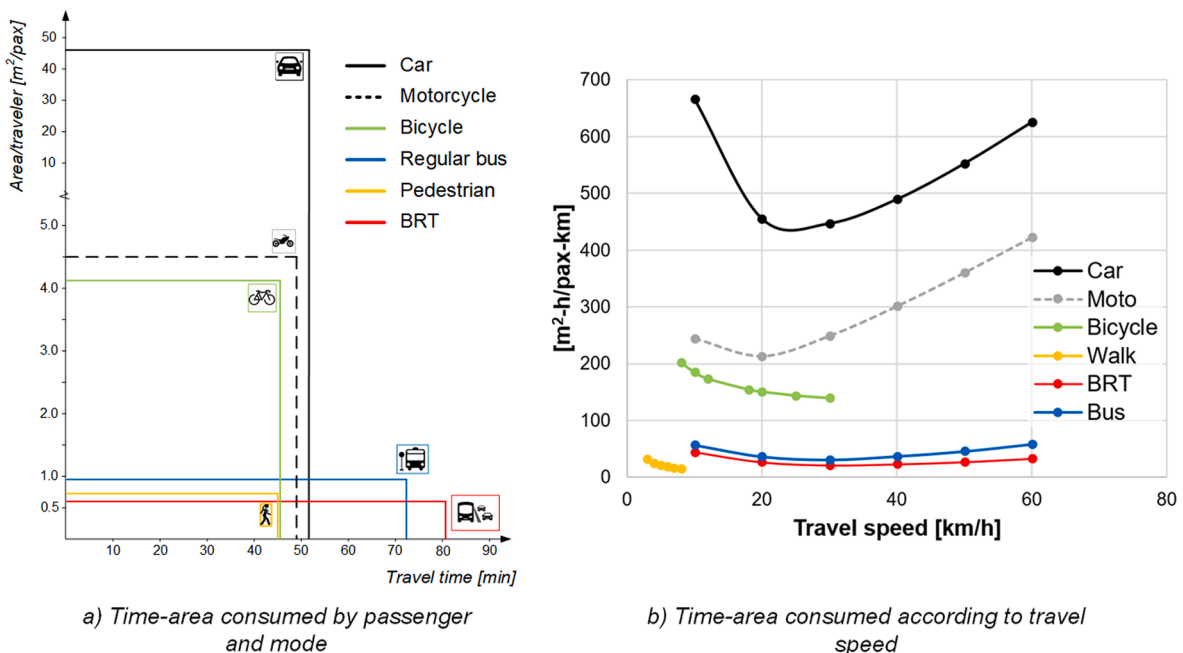 Area/traveler [m²/pax]
50
40
30
20
10
5.0
4.0
3.0
2.0
1.0
0.5
10 20 30 40 50 60 70 80 90
Travel time [min]
Car
Motorcycle
Bicycle
Regular bus
Pedestrian
BRT
a) Time-area consumed by passenger
and mode
[m²-h/pax-km]
700
600
500
400
300
200
100
0
0 20 40 60 80
Travel speed [km/h]
Car
Moto
Bicycle
Walk
BRT
Bus
b) Time-area consumed according to travel
speed